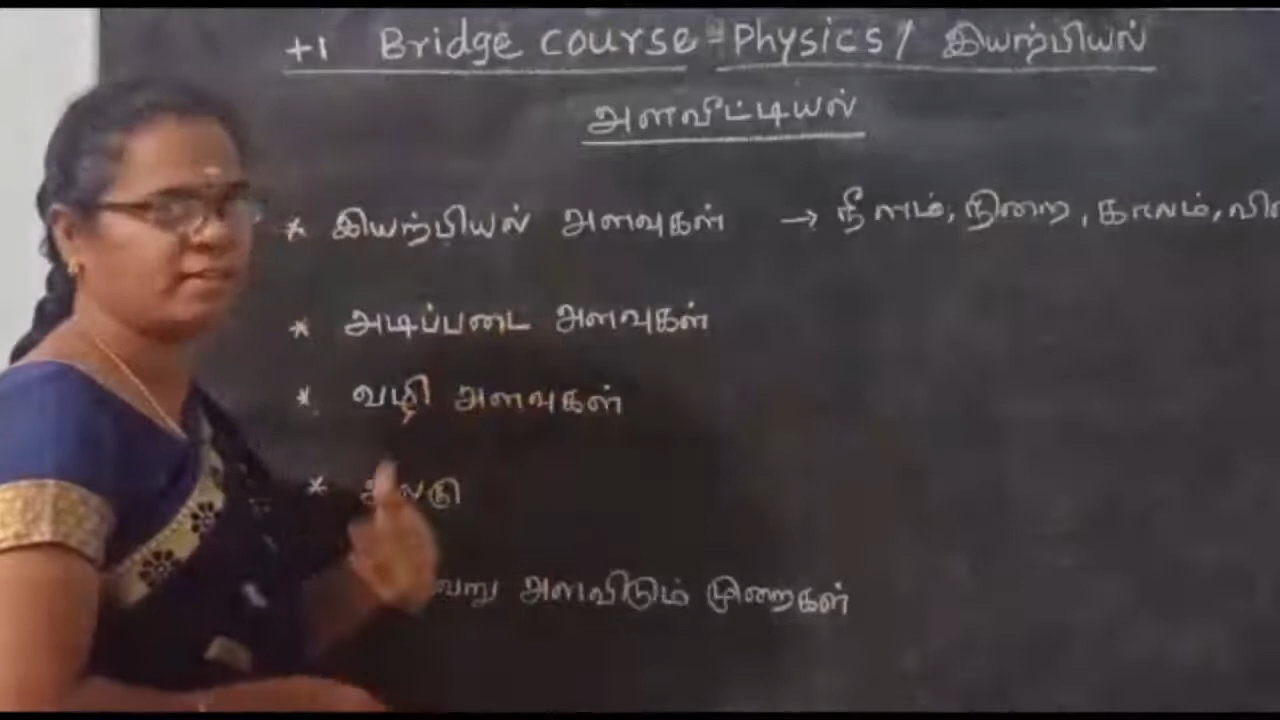 +1 Bridge course = Physics / இயற்பியல்
அளவீட்டியல்
* இயற்பியல் அளவுகள் → நீளம், நிறை, காலம்,
* அடிப்படை அளவுகள்
* வழி அளவுகள்
*
அளவிடும் முறைகள்